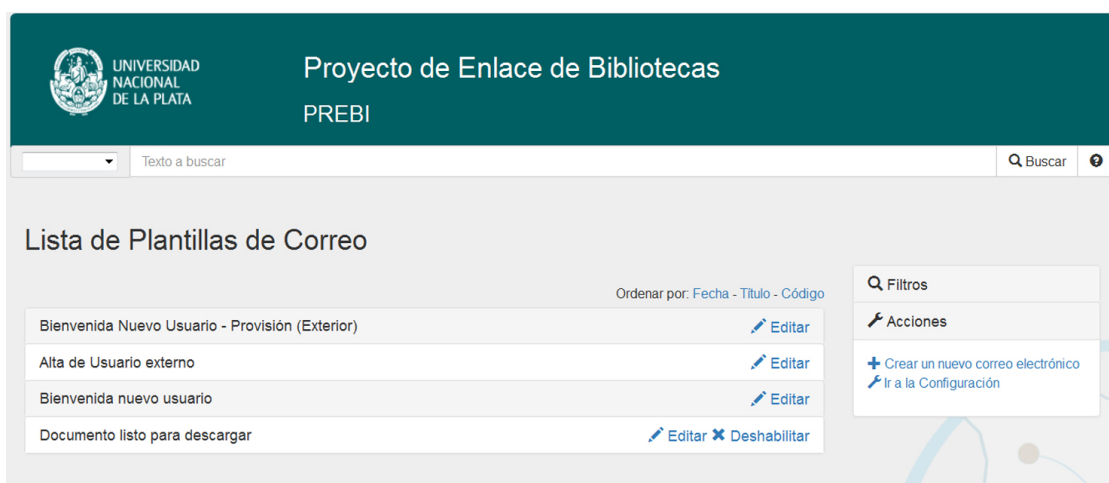 UNIVERSIDAD
NACIONAL
DE LA PLATA
Proyecto de Enlace de Bibliotecas
PREBI
Texto a buscar
Buscar
Lista de Plantillas de Correo
Ordenar por: Fecha - Título - Código
Bienvenida Nuevo Usuario - Provisión (Exterior) Editar
Alta de Usuario externo Editar
Bienvenida nuevo usuario Editar
Documento listo para descargar Editar Deshabilitar
Filtros
Acciones
Crear un nuevo correo electrónico
Ir a la Configuración